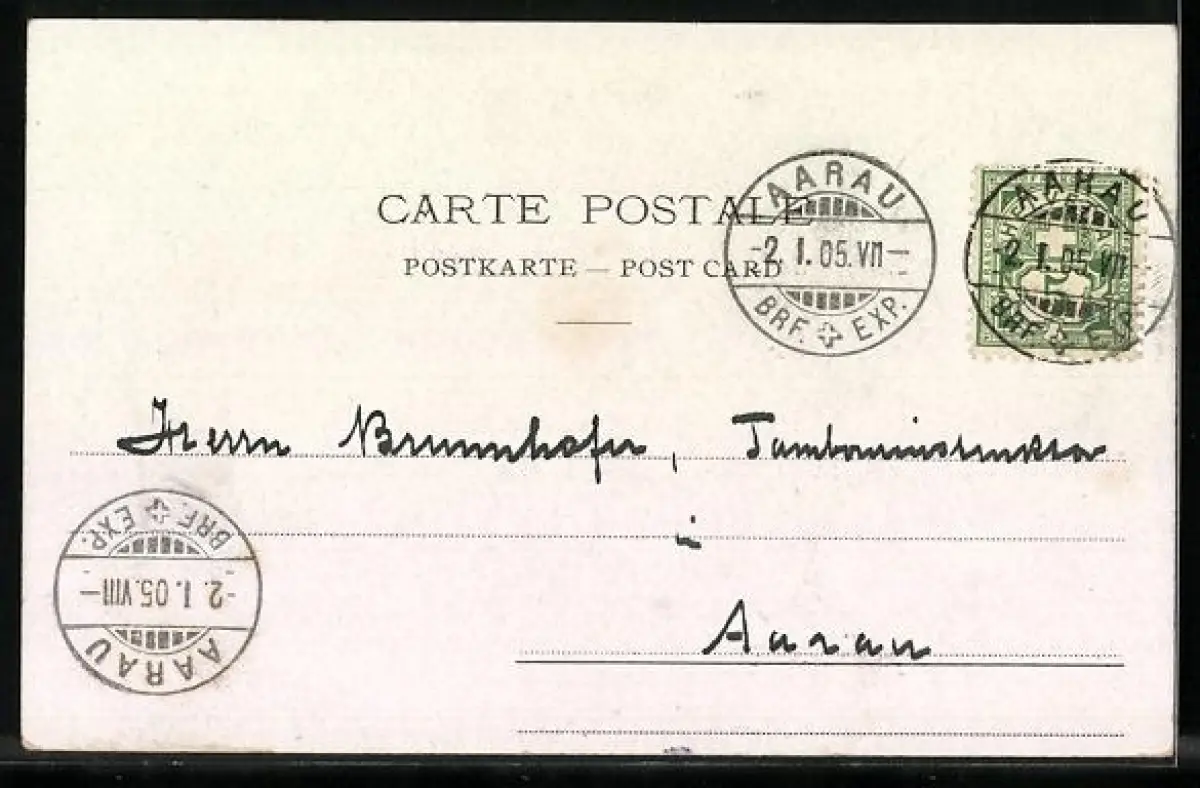 CARTE POSTALE
POSTKARTE — POST CARD
AARAU
-2. I. 05. VII—
BRF. EXP.
AARAU
-2. I. 05. VII
BRF.
5
Herrn Brunnhofer, Tambourinstruktor
i
Aarau
BRF. EXP.
-2. I. 05. VIII—
AARAU